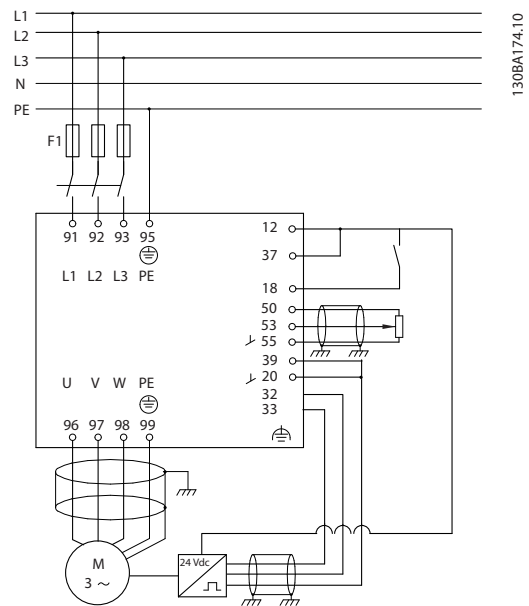 L1
L2
L3
N
PE
130BA174.10
F1
91 92 93 95
L1 L2 L3 PE
12
37
18
50
53
55
39
20
32
33
U V W PE
96 97 98 99
M
3 ~
24 Vdc